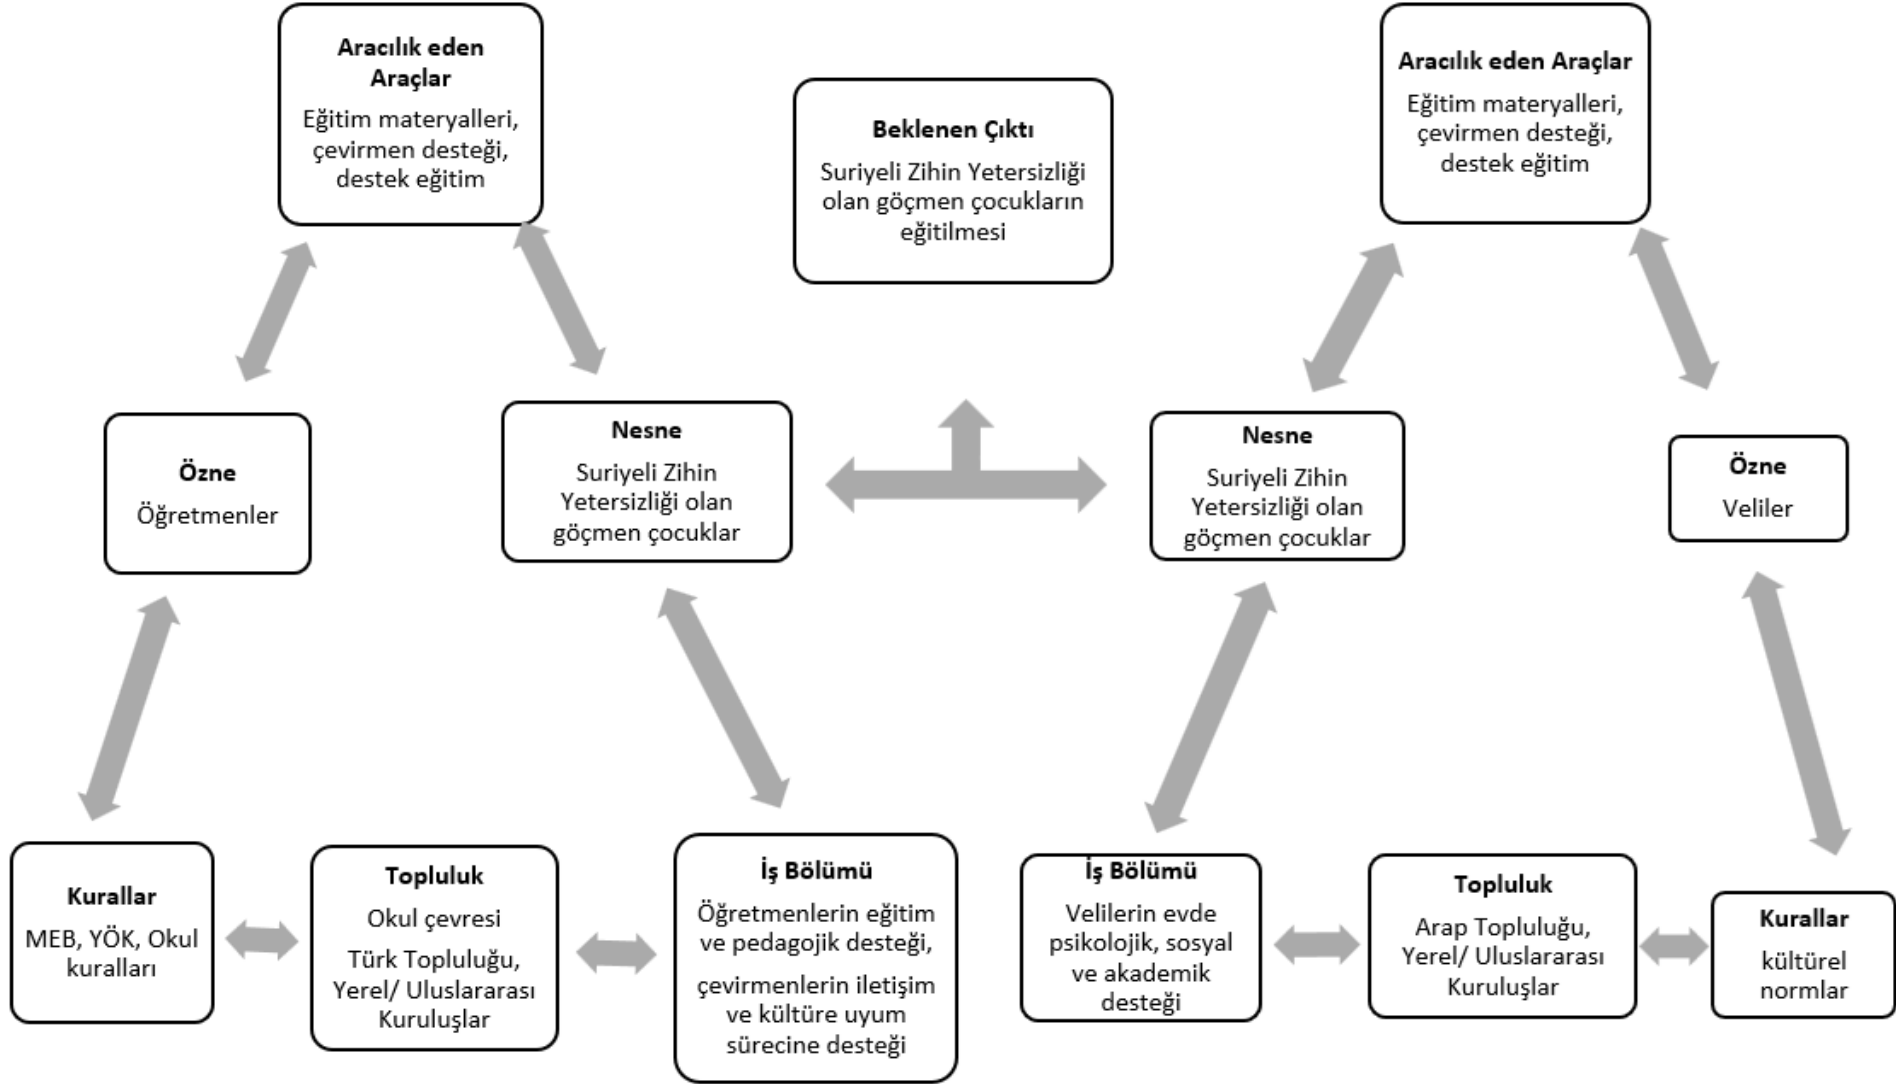 Aracılık eden
Araçlar
Eğitim materyalleri,
çevirmen desteği,
destek eğitim
Beklenen Çıktı
Suriyeli Zihin Yetersizliği
olan göçmen çocukların
eğitilmesi
Aracılık eden Araçlar
Eğitim materyalleri,
çevirmen desteği,
destek eğitim
Özne
Öğretmenler
Nesne
Suriyeli Zihin
Yetersizliği olan
göçmen çocuklar
Nesne
Suriyeli Zihin
Yetersizliği olan
göçmen çocuklar
Özne
Veliler
Kurallar
MEB, YÖK, Okul
kuralları
Topluluk
Okul çevresi
Türk Topluluğu,
Yerel/ Uluslararası
Kuruluşlar
İş Bölümü
Öğretmenlerin eğitim
ve pedagojik desteği,
çevirmenlerin iletişim
ve kültüre uyum
sürecine desteği
İş Bölümü
Velilerin evde
psikolojik, sosyal
ve akademik
desteği
Topluluk
Arap Topluluğu,
Yerel/ Uluslararası
Kuruluşlar
Kurallar
kültürel
normlar